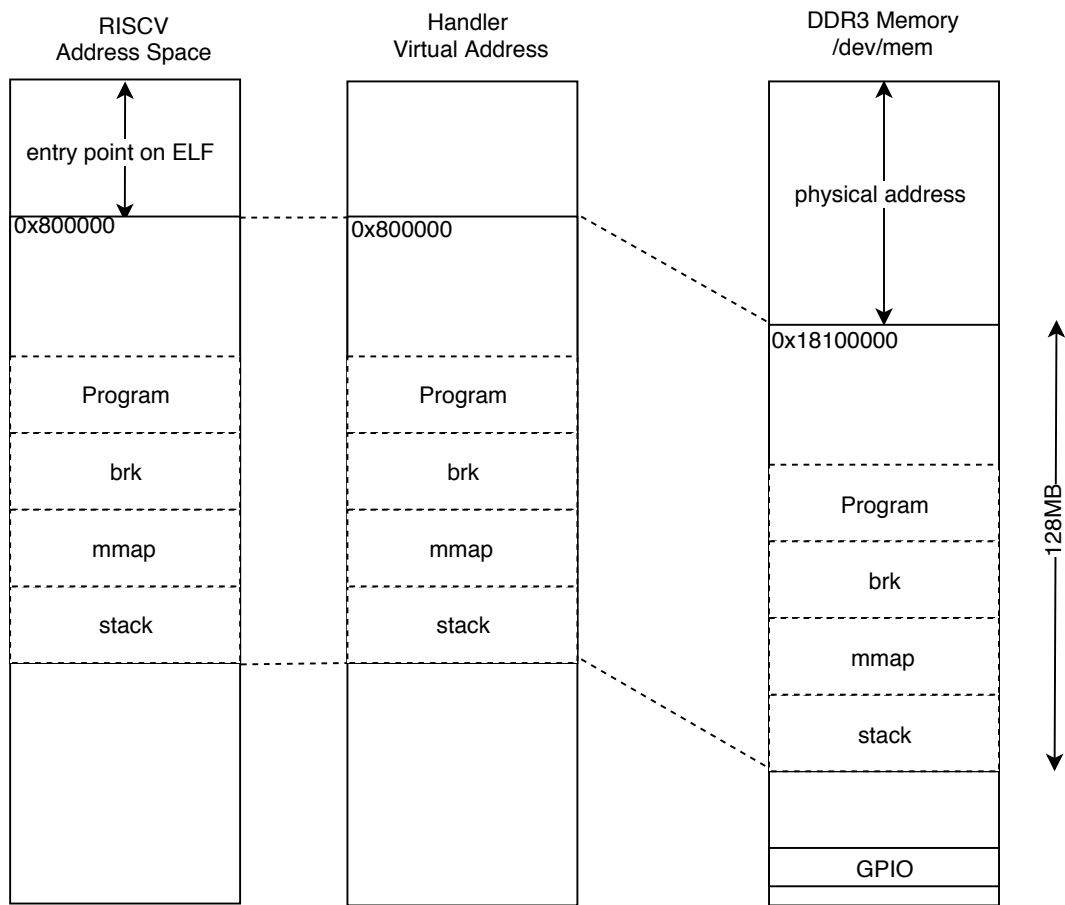 RISCV
Address Space
Handler
Virtual Address
DDR3 Memory
/dev/mem
entry point on ELF
physical address
0x800000
0x800000
0x18100000
Program
brk
mmap
stack
Program
brk
mmap
stack
Program
brk
mmap
stack
128MB
GPIO